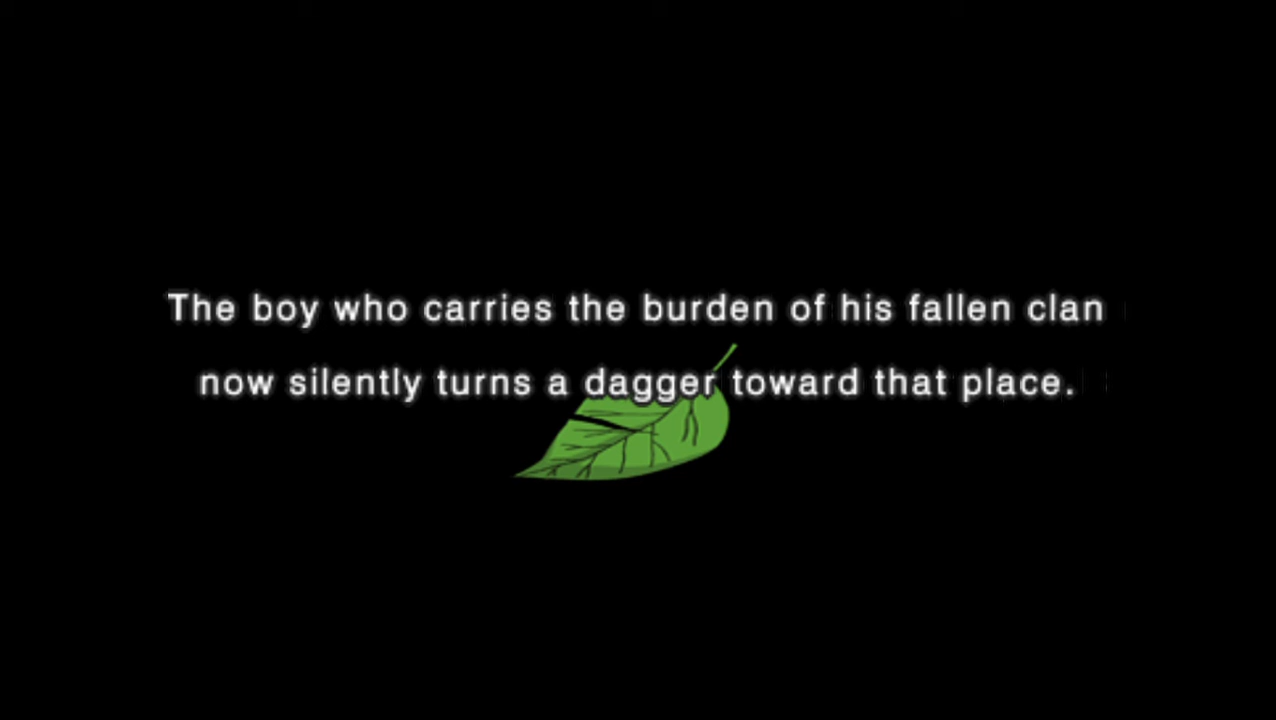 The boy who carries the burden of his fallen clan
now silently turns a dagger toward that place.